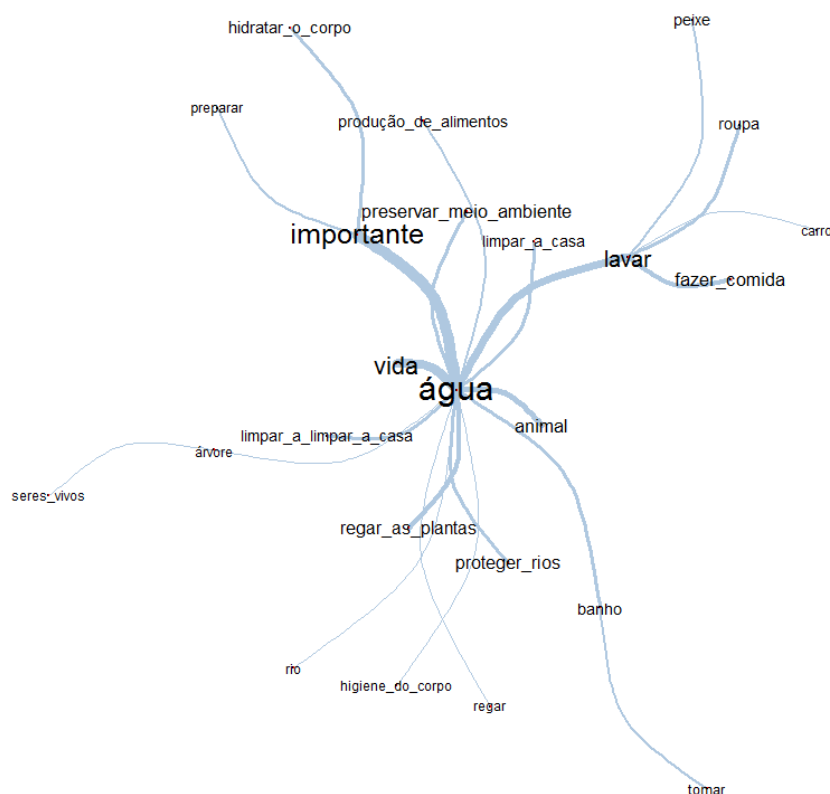 peixe
hidratar_o_corpo
preparar
produção_de_alimentos
roupa
preservar_meio_ambiente
importante
limpar_a_casa
carro
lavar
fazer_comida
vida
água
animal
limpar_a_limpar_a_casa
árvore
seres_vivos
regar_as_plantas
proteger_rios
banho
rio
higiene_do_corpo
regar
tomar